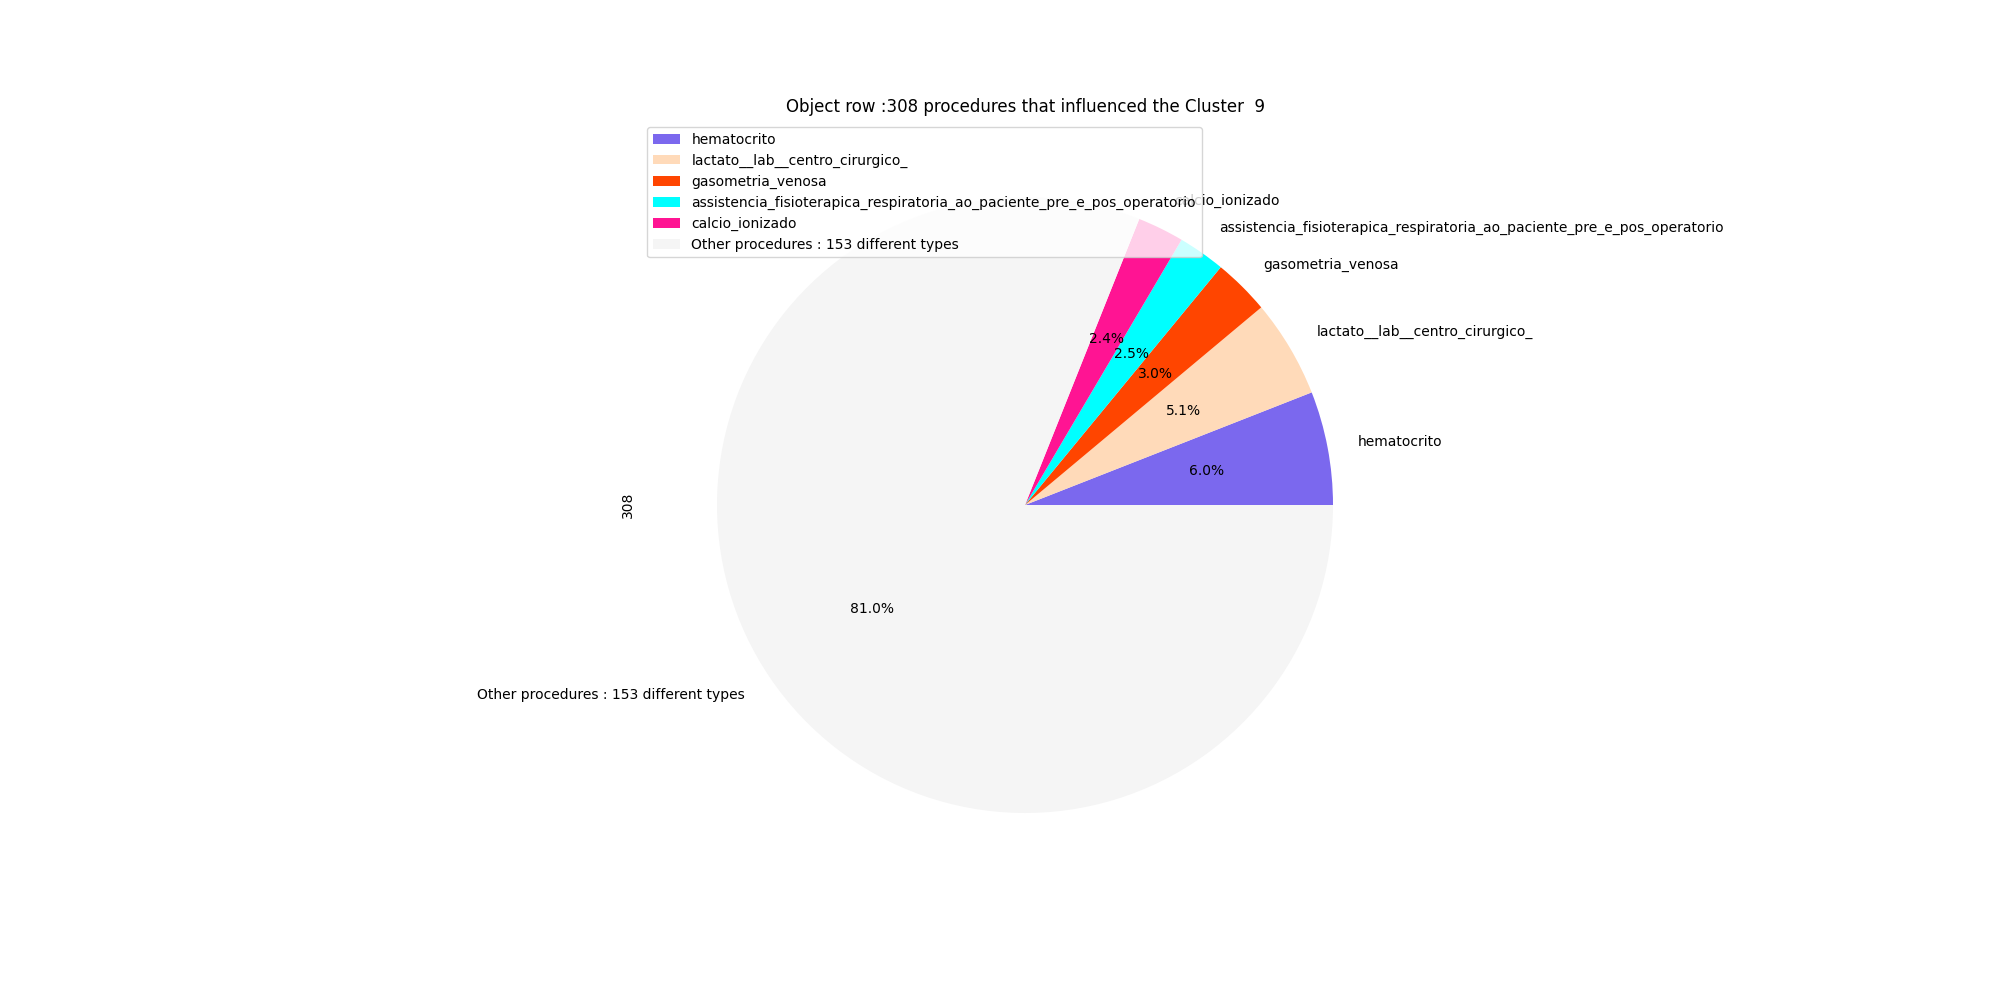 Object row :308 procedures that influenced the Cluster  9
hematocrito
lactato__lab__centro_cirurgico_
gasometria_venosa
assistencia_fisioterapica_respiratoria_ao_paciente_pre_e_pos_operatorio
calcio_ionizado
Other procedures : 153 different types
calcio_ionizado
assistencia_fisioterapica_respiratoria_ao_paciente_pre_e_pos_operatorio
gasometria_venosa
lactato__lab__centro_cirurgico_
hematocrito
2.4%
2.5%
3.0%
5.1%
6.0%
308
81.0%
Other procedures : 153 different types